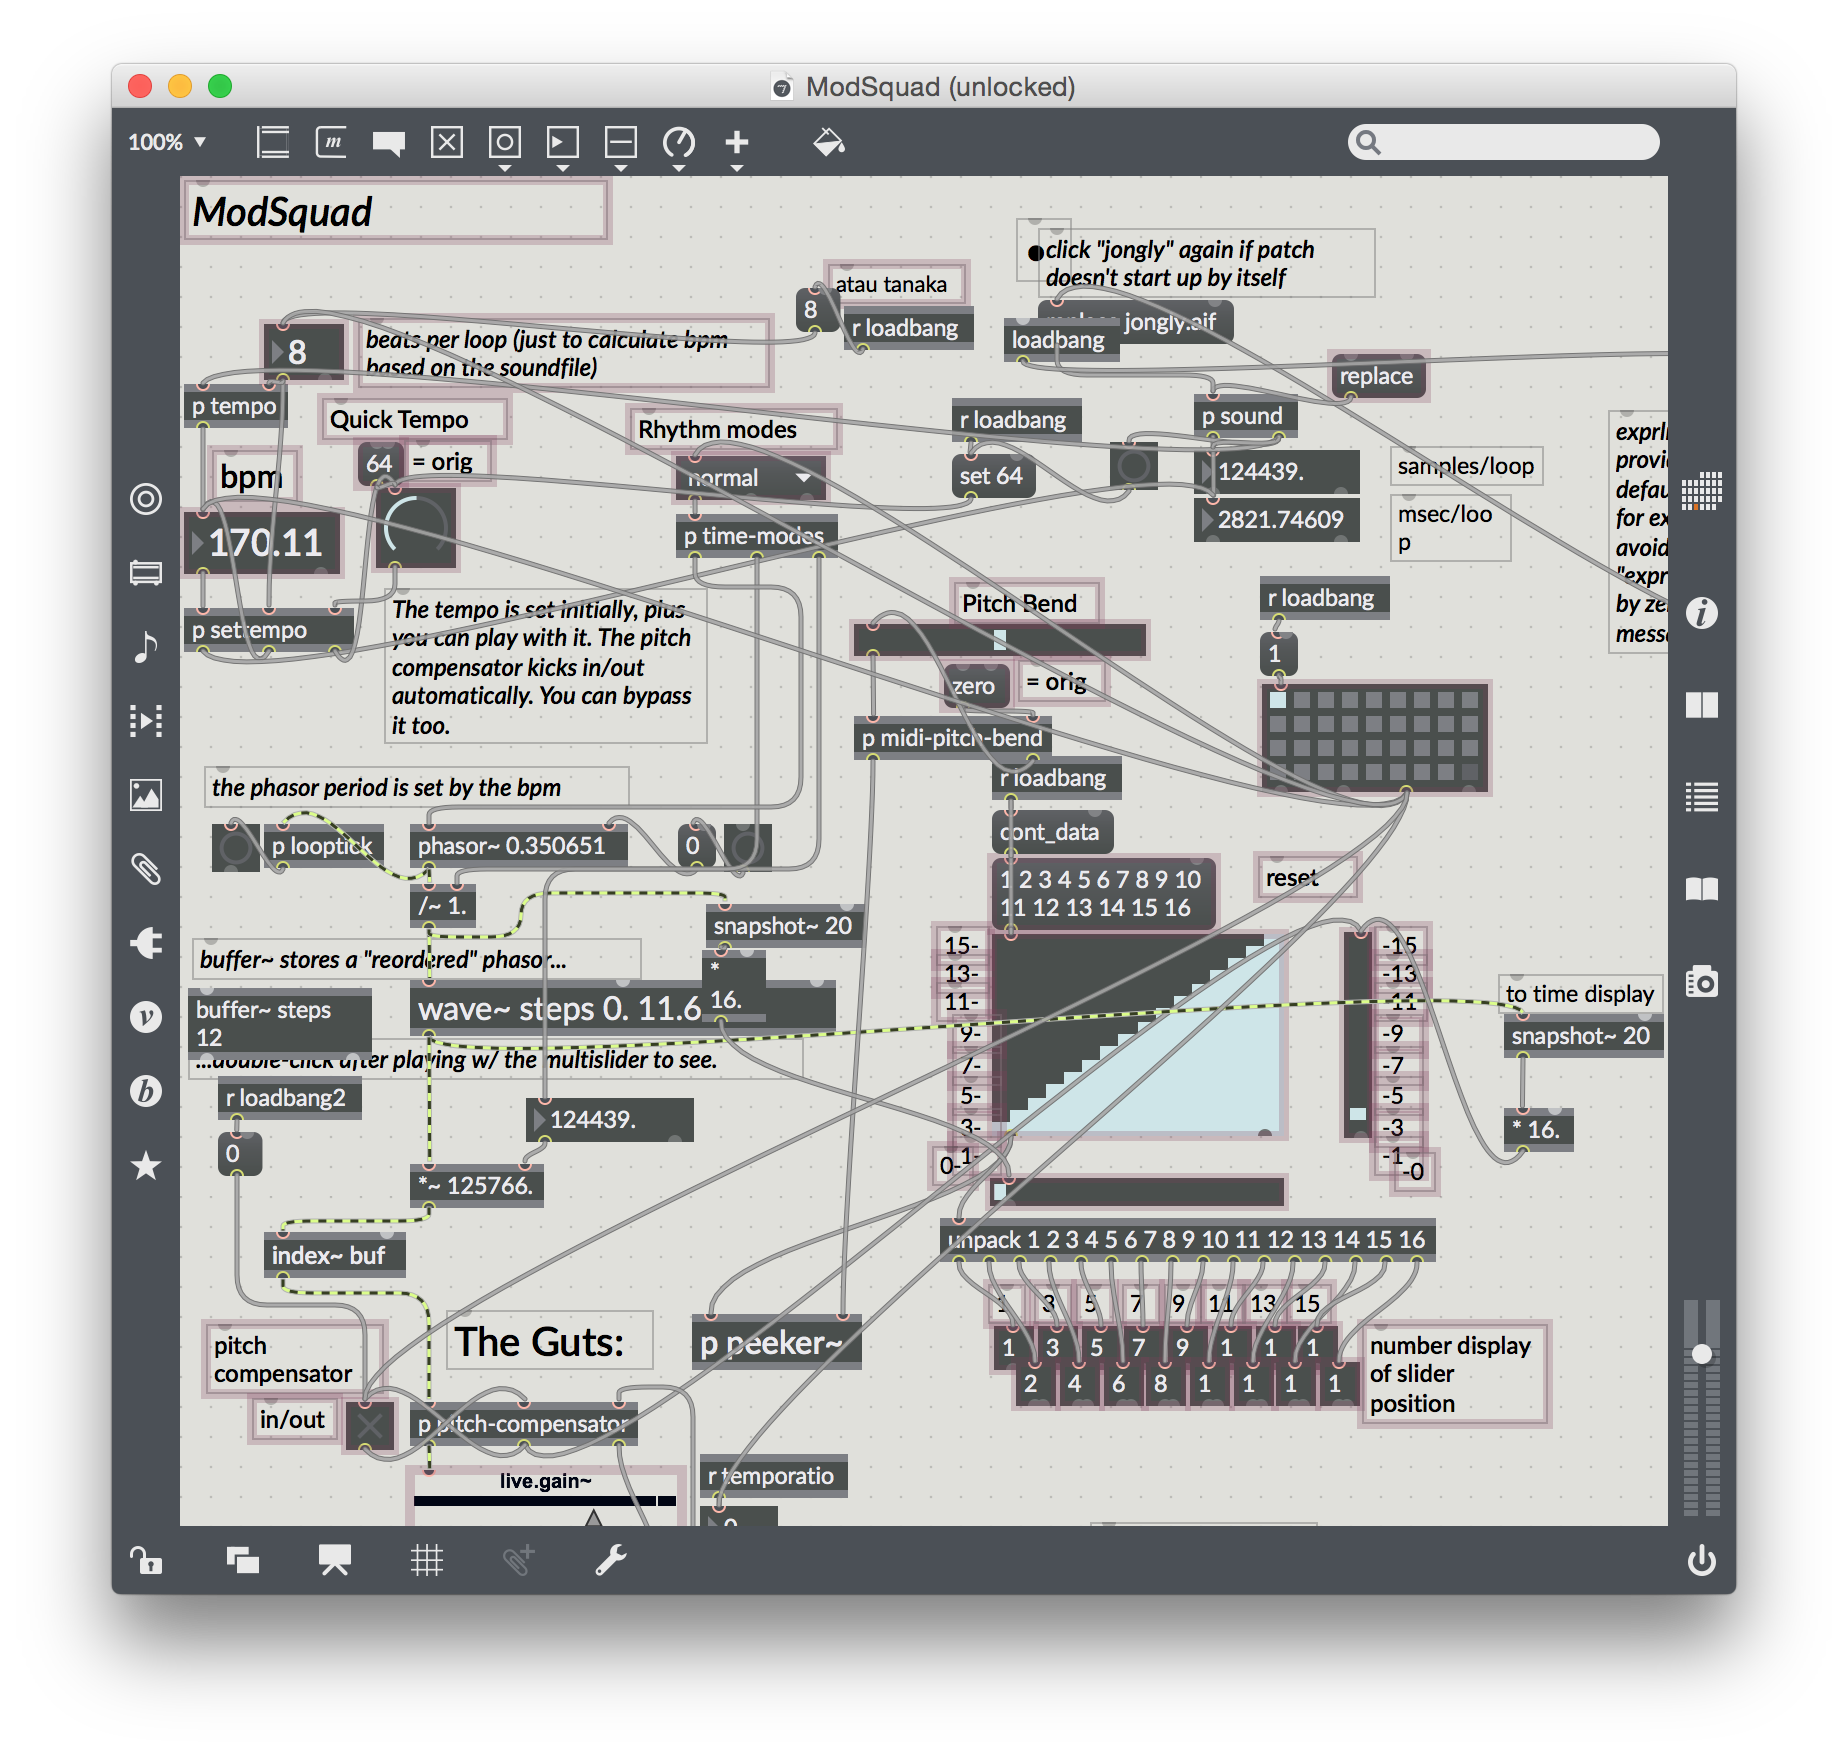 ModSquad (unlocked)
100%
m
ModSquad
click "jongly" again if patch
doesn't start up by itself
atau tanaka
8
r loadbang
jongly.aif
loadbang
8
beats per loop (just to calculate bpm
based on the soundfile)
replace
p tempo
Quick Tempo
Rhythm modes
r loadbang
p sound
64
= orig
bpm
normal
set 64
124439.
samples/loop
2821.74609
msec/loo
p
170.11
p time-modes
p settempo
The tempo is set initially, plus
you can play with it. The pitch
compensator kicks in/out
automatically. You can bypass
it too.
Pitch Bend
r loadbang
1
zero
= orig
p midi-pitch-bend
r loadbang
the phasor period is set by the bpm
p looptick
phasor~ 0.350651
0
cont_data
/~ 1.
1 2 3 4 5 6 7 8 9 10
11 12 13 14 15 16
reset
snapshot~ 20
*
16.
buffer~ stores a "reordered" phasor...
buffer~ steps
12
wave~ steps 0. 11.6
...double-click after playing w/ the multislider to see.
15-
13-
11-
9-
7-
5-
3-
1-
0-
-15
-13
-11
-9
-7
-5
-3
-1
-0
to time display
snapshot~ 20
* 16.
r loadbang2
0
124439.
*~ 125766.
index~ buf
unpack 1 2 3 4 5 6 7 8 9 10 11 12 13 14 15 16
1 3 5 7 9 11 13 15
1 3 5 7 9 1 1 1
2 4 6 8 1 1 1 1
number display
of slider
position
pitch
compensator
in/out
The Guts:
p peeker~
p pitch-compensator
live.gain~
r temporatio
0
by
i
v
b